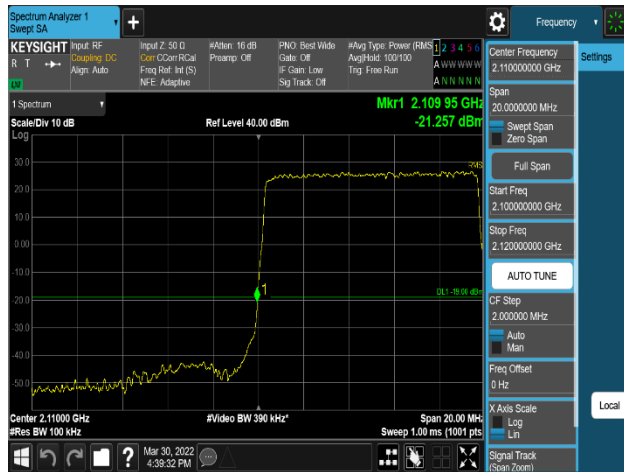 Spectrum Analyzer 1
Swept SA
Frequency
KEYSIGHT
R T
Input: RF
Coupling: DC
Align: Auto
Input Z: 50 Ω
Corr CCorr RCal
Freq Ref: Int (S)
NFE: Adaptive
#Atten: 16 dB
Preamp: Off
PNO: Best Wide
Gate: Off
IF Gain: Low
Sig Track: Off
#Avg Type: Power (RMS
Avg|Hold: 100/100
Trig: Free Run
1 2 3 4 5 6
A W W W W W
A N N N N N
1 Spectrum
Scale/Div 10 dB
Log
Ref Level 40.00 dBm
Mkr1 2.109 95 GHz
-21.257 dBm
30.0
20.0
10.0
0.00
-10.0
-20.0
-30.0
-40.0
-50.0
RMS
1
DL1 -19.00 dBm
Center 2.11000 GHz
#Res BW 100 kHz
#Video BW 390 kHz*
Span 20.00 MHz
Sweep 1.00 ms (1001 pts
Mar 30, 2022
4:39:32 PM
Center Frequency
2.110000000 GHz
Span
20.0000000 MHz
Swept Span
Zero Span
Full Span
Start Freq
2.100000000 GHz
Stop Freq
2.120000000 GHz
AUTO TUNE
CF Step
2.000000 MHz
Auto
Man
Freq Offset
0 Hz
X Axis Scale
Log
Lin
Signal Track
(Span Zoom)
Settings
Local